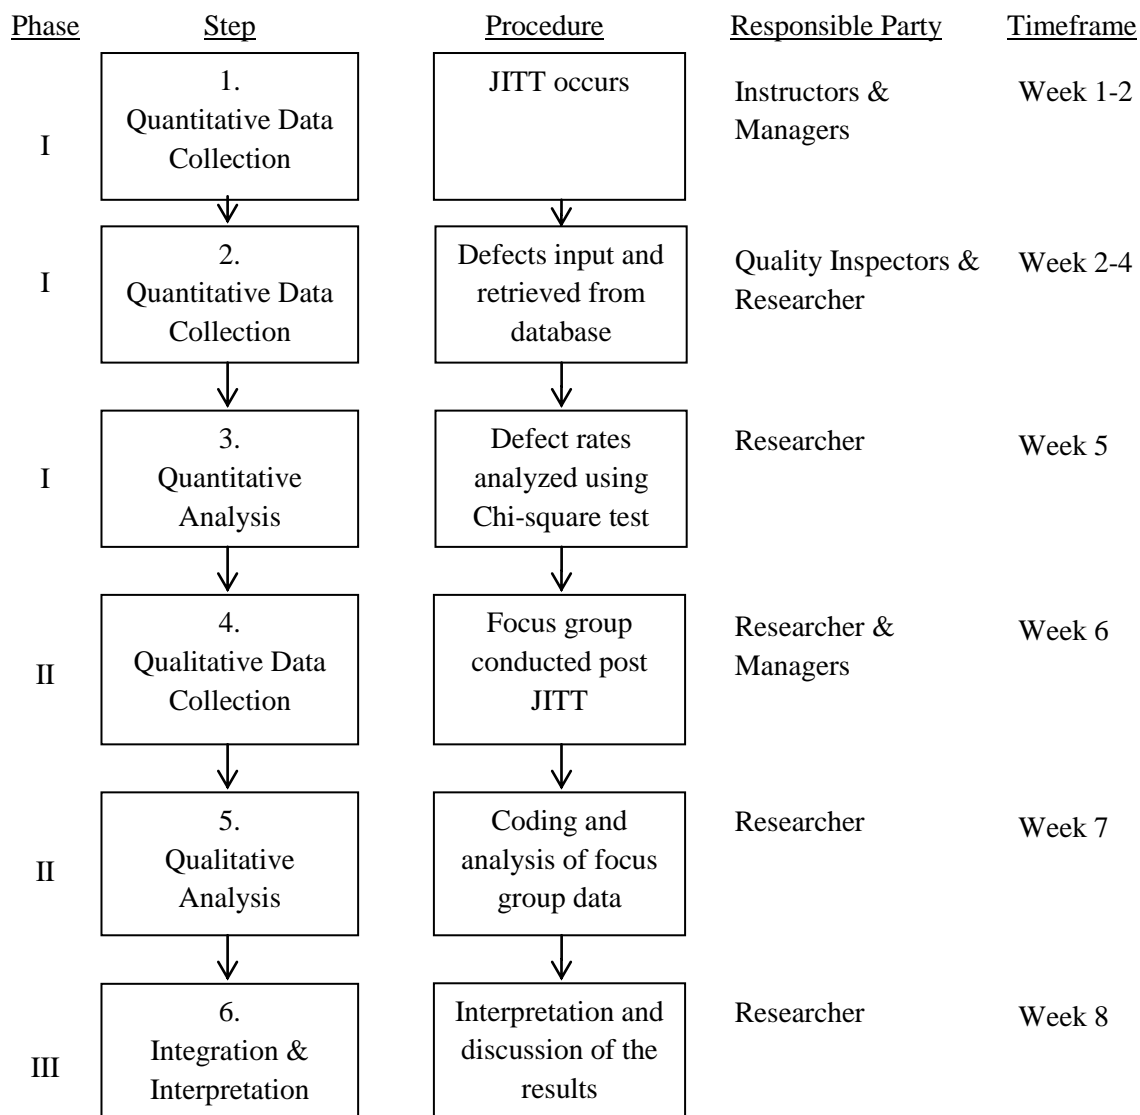 Phase Step Procedure Responsible Party Timeframe
I
1.
Quantitative Data
Collection
JITT occurs
Instructors &
Managers
Week 1-2
I
2.
Quantitative Data
Collection
Defects input and
retrieved from
database
Quality Inspectors &
Researcher
Week 2-4
I
3.
Quantitative
Analysis
Defect rates
analyzed using
Chi-square test
Researcher
Week 5
II
4.
Qualitative Data
Collection
Focus group
conducted post
JITT
Researcher &
Managers
Week 6
II
5.
Qualitative
Analysis
Coding and
analysis of focus
group data
Researcher
Week 7
III
6.
Integration &
Interpretation
Interpretation and
discussion of the
results
Researcher
Week 8